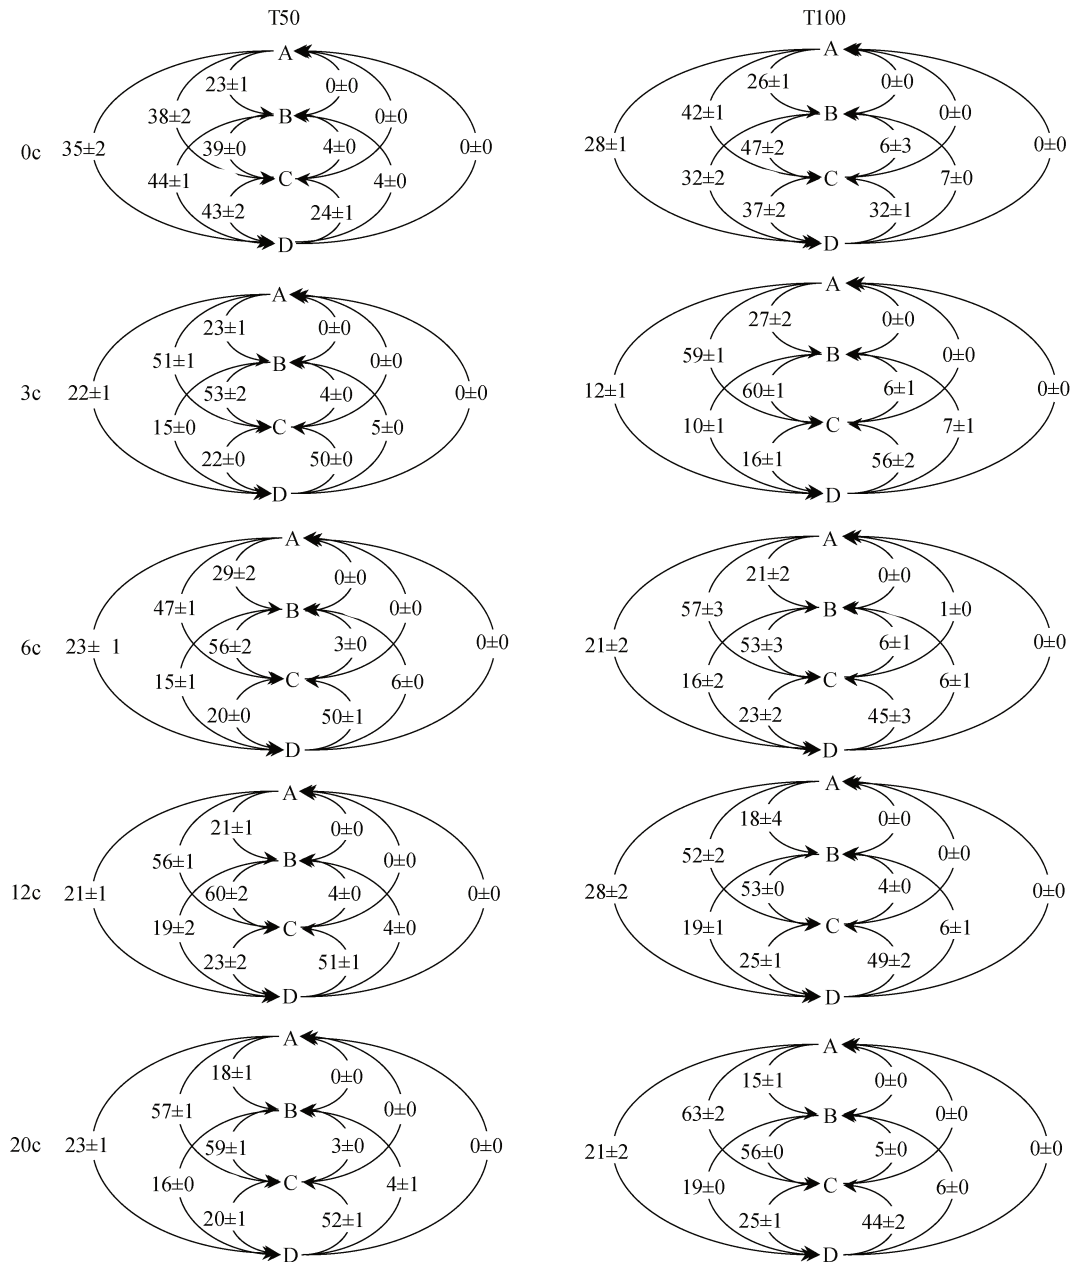 T50 T100
A A
23±1 0±0 26±1 0±0
38±2 B 0±0 42±1 B 0±0
0c 35±2 39±0 4±0 0±0 28±1 47±2 6±3 0±0
44±1 C 4±0 32±2 C 7±0
43±2 24±1 37±2 32±1
D D
A A
23±1 0±0 27±2 0±0
51±1 B 0±0 59±1 B 0±0
3c 22±1 53±2 4±0 0±0 12±1 60±1 6±1 0±0
15±0 C 5±0 10±1 C 7±1
22±0 50±0 16±1 56±2
D D
A A
29±2 0±0 21±2 0±0
47±1 B 0±0 57±3 B 1±0
6c 23± 1 56±2 3±0 0±0 21±2 53±3 6±1 0±0
15±1 C 6±0 16±2 C 6±1
20±0 50±1 23±2 45±3
D D
A A
21±1 0±0 18±4 0±0
56±1 B 0±0 52±2 B 0±0
12c 21±1 60±2 4±0 0±0 28±2 53±0 4±0 0±0
19±2 C 4±0 19±1 C 6±1
23±2 51±1 25±1 49±2
D D
A A
18±1 0±0 15±1 0±0
57±1 B 0±0 63±2 B 0±0
20c 23±1 59±1 3±0 0±0 21±2 56±0 5±0 0±0
16±0 C 4±1 19±0 C 6±0
20±1 52±1 25±1 44±2
D D